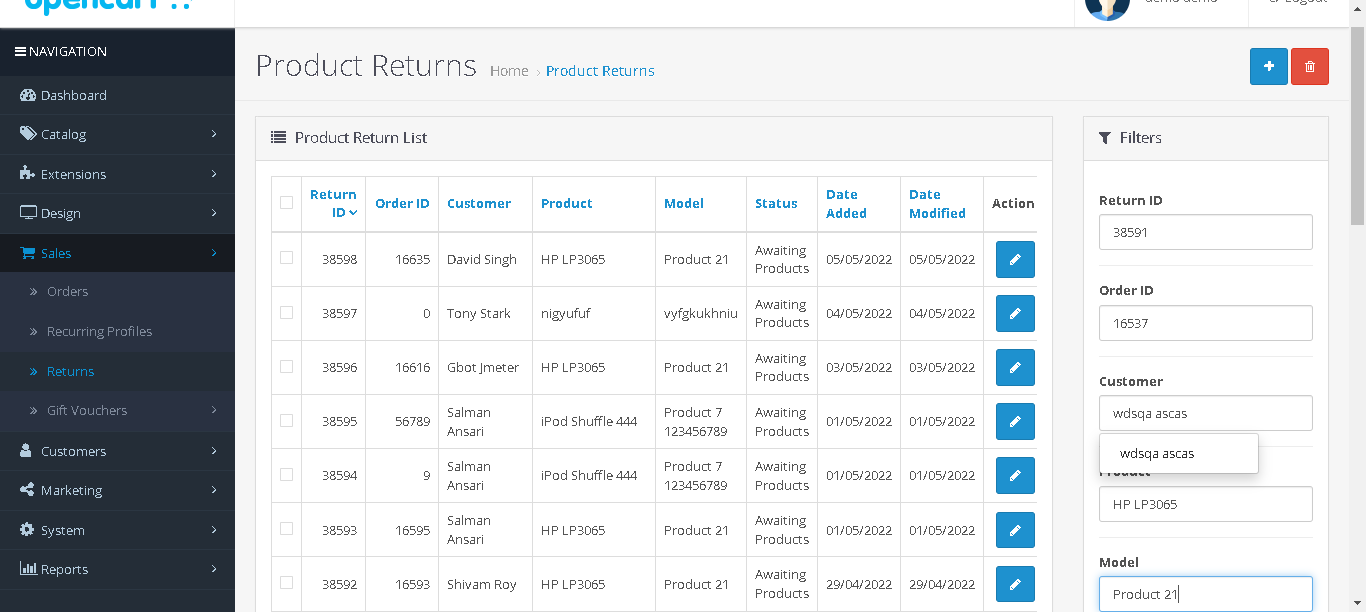 opencart
demo demo
Logout
NAVIGATION
Dashboard
Catalog
Extensions
Design
Sales
Orders
Recurring Profiles
Returns
Gift Vouchers
Customers
Marketing
System
Reports
Product Returns
Home › Product Returns
Product Return List
Return ID Order ID Customer Product Model Status Date Added Date Modified Action
38598 16635 David Singh HP LP3065 Product 21 Awaiting Products 05/05/2022 05/05/2022
38597 0 Tony Stark nigyufuf vyfgkukhniu Awaiting Products 04/05/2022 04/05/2022
38596 16616 Gbot Jmeter HP LP3065 Product 21 Awaiting Products 03/05/2022 03/05/2022
38595 56789 Salman Ansari iPod Shuffle 444 Product 7 123456789 Awaiting Products 01/05/2022 01/05/2022
38594 9 Salman Ansari iPod Shuffle 444 Product 7 123456789 Awaiting Products 01/05/2022 01/05/2022
38593 16595 Salman Ansari HP LP3065 Product 21 Awaiting Products 01/05/2022 01/05/2022
38592 16593 Shivam Roy HP LP3065 Product 21 Awaiting Products 29/04/2022 29/04/2022
Filters
Return ID
38591
Order ID
16537
Customer
wdsqa ascas
wdsqa ascas
Product
HP LP3065
Model
Product 21